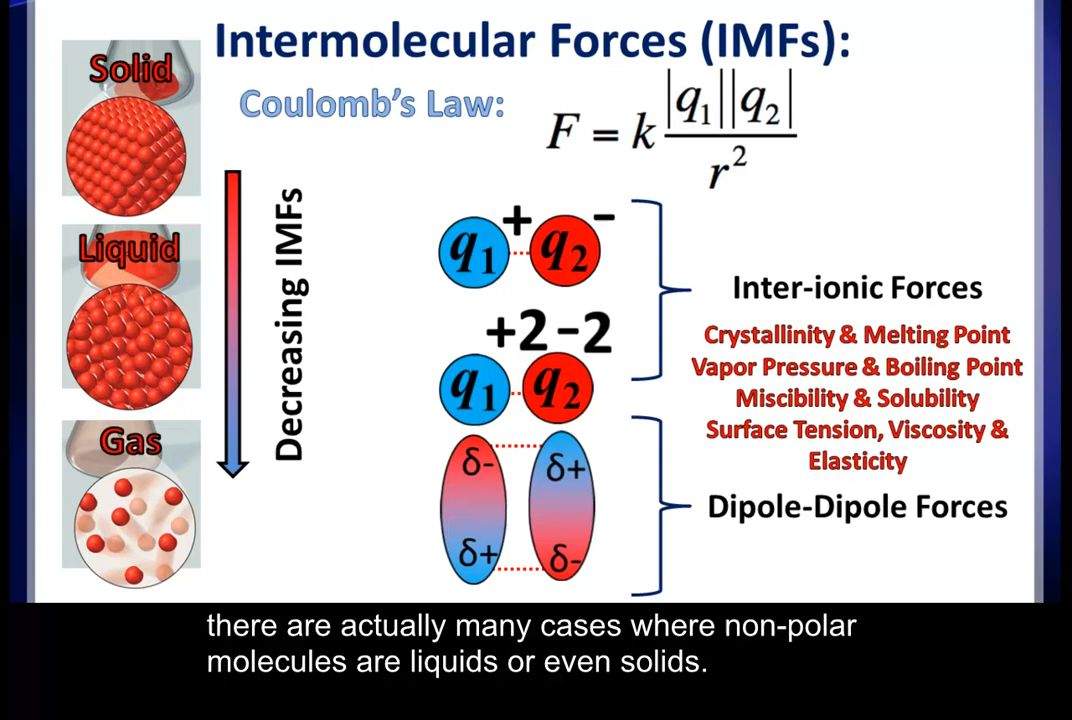 Intermolecular Forces (IMFs):
Solid
Coulomb's Law:
F = k |q₁||q₂| / r²
Liquid
Gas
Decreasing IMFs
q₁ + q₂ -
+2 -2
q₁ q₂
δ- δ+
δ+ δ-
Inter-ionic Forces
Crystallinity & Melting Point
Vapor Pressure & Boiling Point
Miscibility & Solubility
Surface Tension, Viscosity &
Elasticity
Dipole-Dipole Forces
there are actually many cases where non-polar
molecules are liquids or even solids.